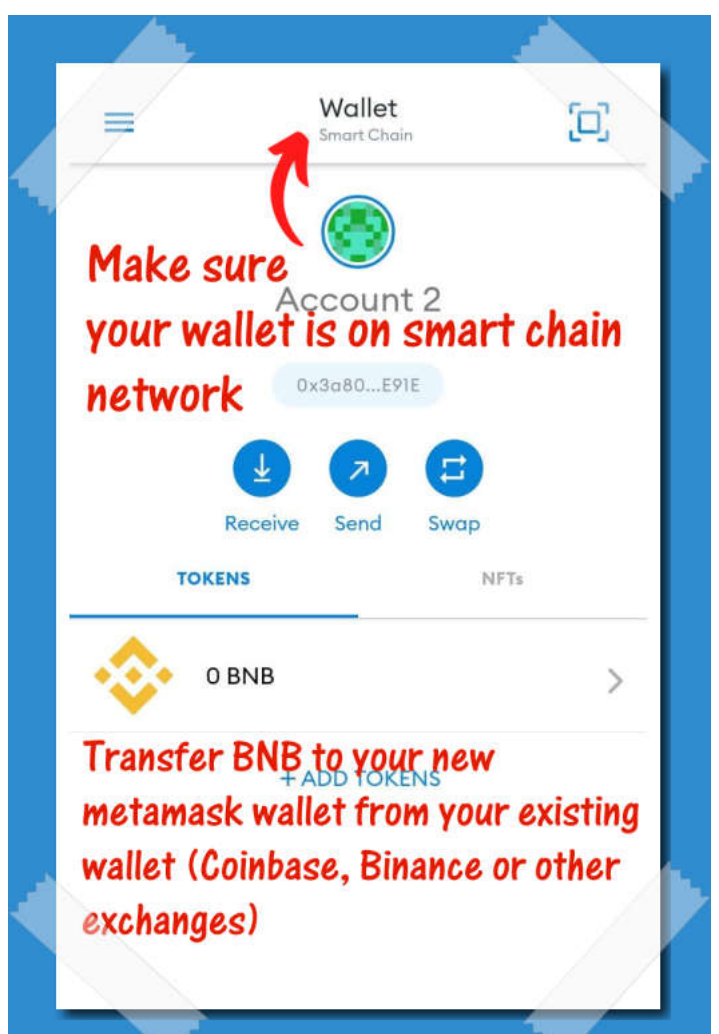 Wallet
Smart Chain
Make sure
Account 2
your wallet is on smart chain
network
0x3a80...E91E
Receive Send Swap
TOKENS NFTs
0 BNB
Transfer BNB to your new
+ ADD TOKENS
metamask wallet from your existing
wallet (Coinbase, Binance or other
exchanges)